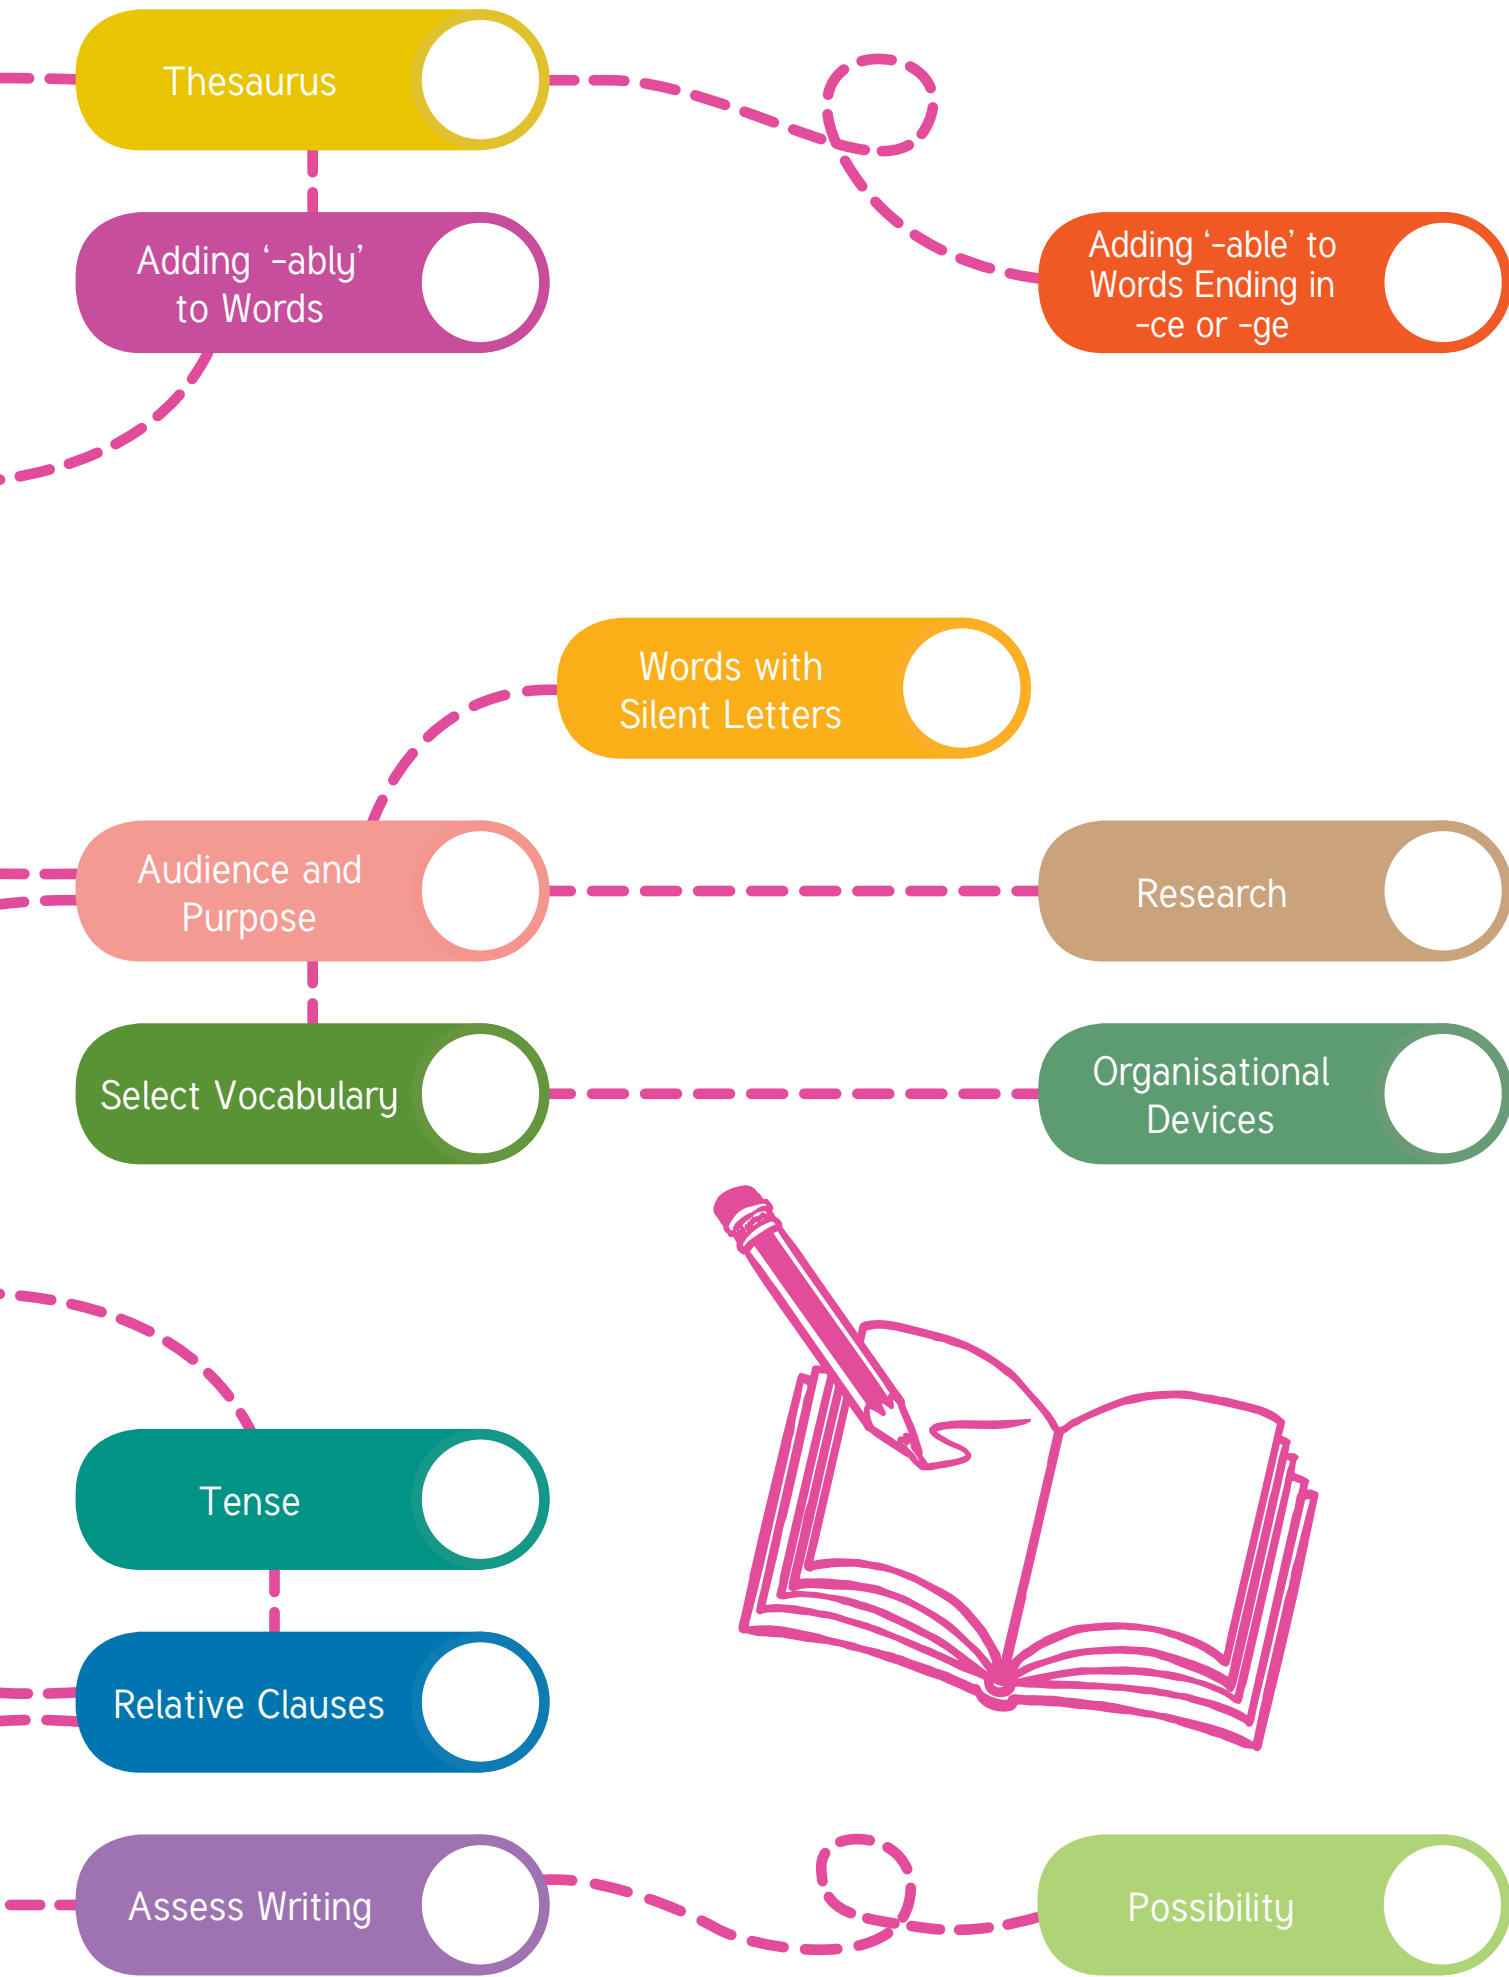 Thesaurus
Adding ‘-ably’
to Words
Adding ‘-able’ to
Words Ending in
-ce or -ge
Words with
Silent Letters
Audience and
Purpose
Research
Select Vocabulary
Organisational
Devices
Tense
Relative Clauses
Assess Writing
Possibility